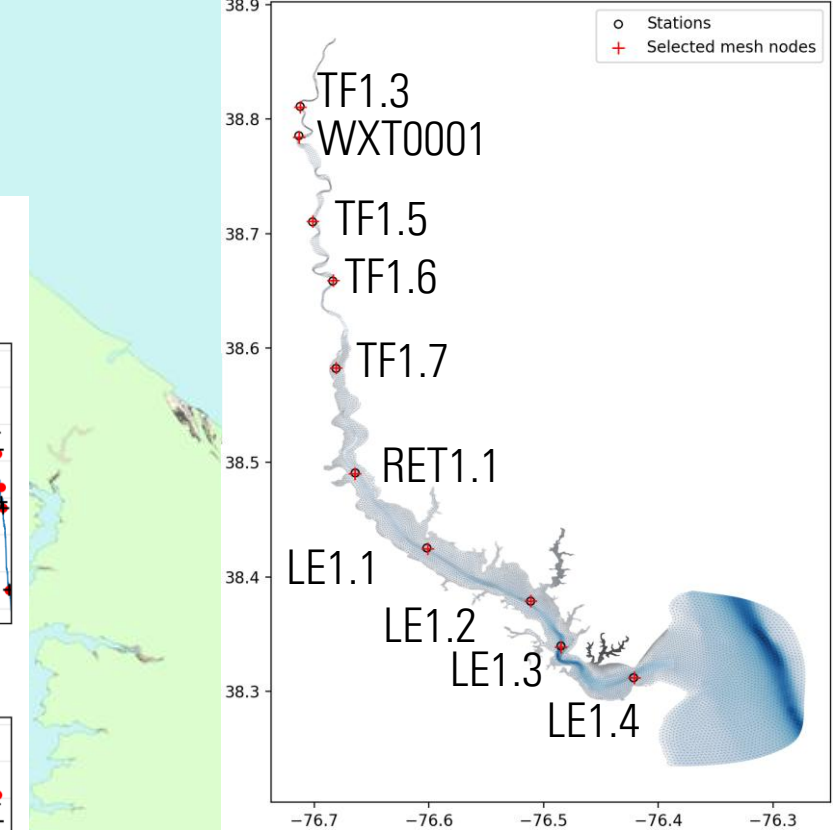 38.9
Stations
Selected mesh nodes
TF1.3
38.8
WXT0001
TF1.5
38.7
TF1.6
38.6
TF1.7
38.5
RET1.1
LE1.1
38.4
LE1.2
LE1.3
38.3
LE1.4
−76.7 −76.6 −76.5 −76.4 −76.3